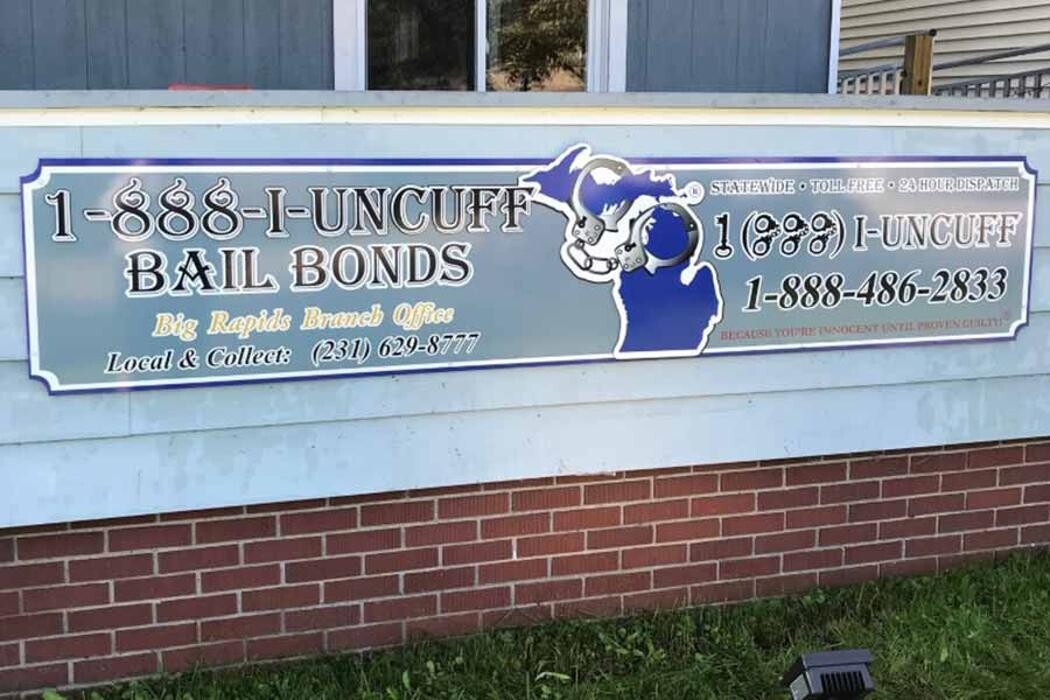 1-888-I-UNCUFF
BAIL BONDS
Big Rapids Branch Office
Local & Collect: (231) 629-8777
®
STATEWIDE • TOLL FREE • 24 HOUR DISPATCH
1 (888) I-UNCUFF
1-888-486-2833
BECAUSE YOU'RE INNOCENT UNTIL PROVEN GUILTY!®